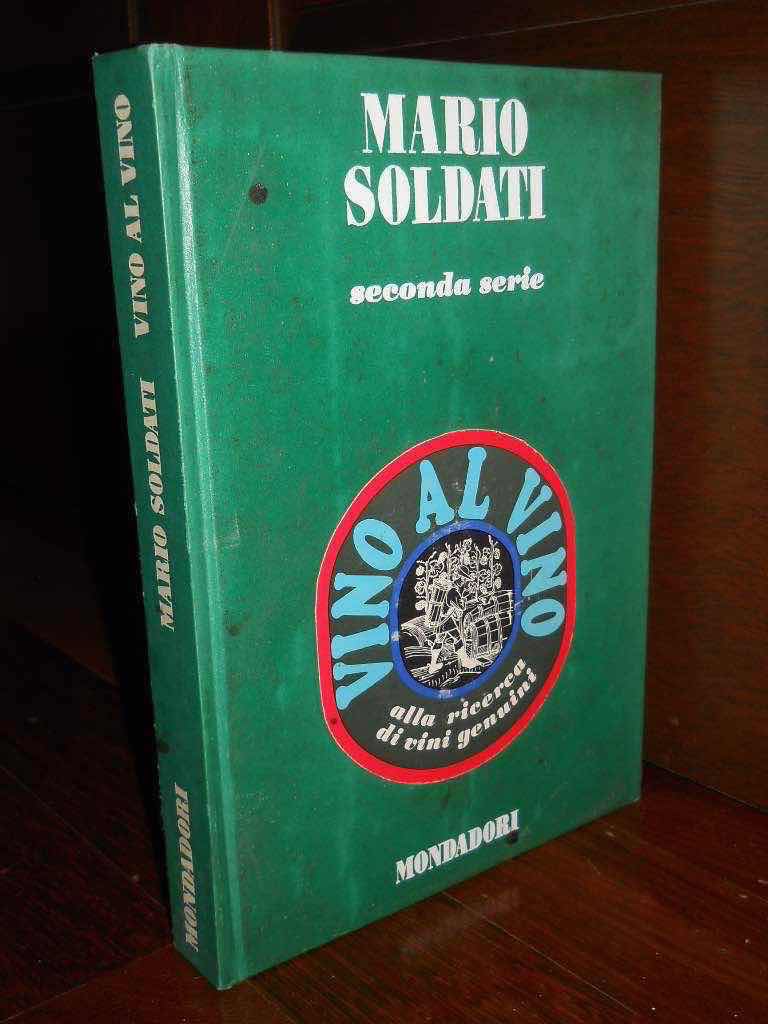 MARIO
SOLDATI
seconda serie
VINO AL VINO
alla ricerca
di vini genuini
MONDADORI
MONDADORI MARIO SOLDATI VINO AL VINO